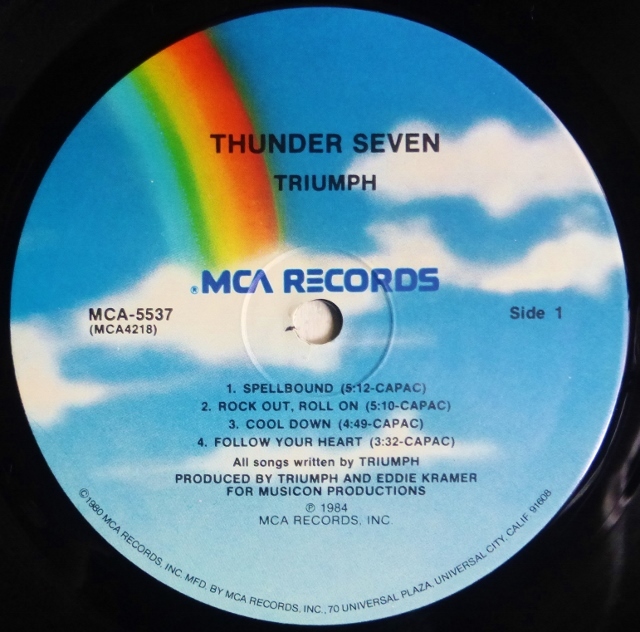 THUNDER SEVEN
TRIUMPH
®MCA RECORDS
MCA-5537
(MCA4218)
Side 1
1. SPELLBOUND (5:12-CAPAC)
2. ROCK OUT, ROLL ON (5:10-CAPAC)
3. COOL DOWN (4:49-CAPAC)
4. FOLLOW YOUR HEART (3:32-CAPAC)
All songs written by TRIUMPH
PRODUCED BY TRIUMPH AND EDDIE KRAMER
FOR MUSICON PRODUCTIONS
℗ 1984
MCA RECORDS, INC.
©1980 MCA RECORDS, INC. MFD. BY MCA RECORDS, INC., 70 UNIVERSAL PLAZA, UNIVERSAL CITY, CALIF. 91608